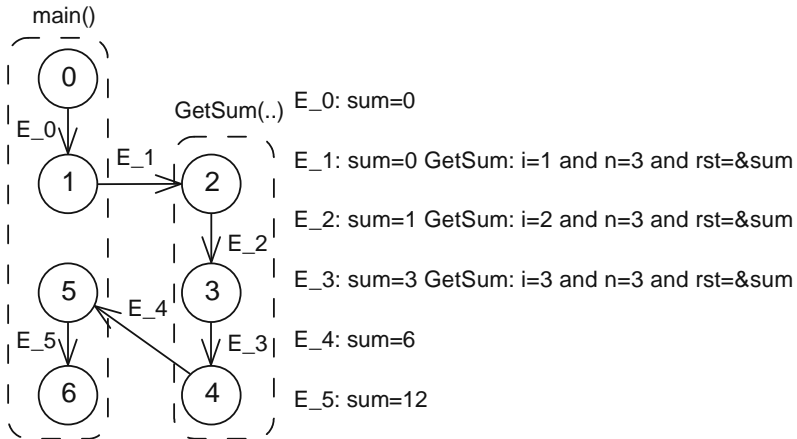 main()
0
GetSum(..)
E_0: sum=0
E_0
E_1
E_1: sum=0 GetSum: i=1 and n=3 and rst=&sum
1
2
E_2: sum=1 GetSum: i=2 and n=3 and rst=&sum
E_2
E_3: sum=3 GetSum: i=3 and n=3 and rst=&sum
5
3
E_4
E_4: sum=6
E_5
E_3
6
4
E_5: sum=12